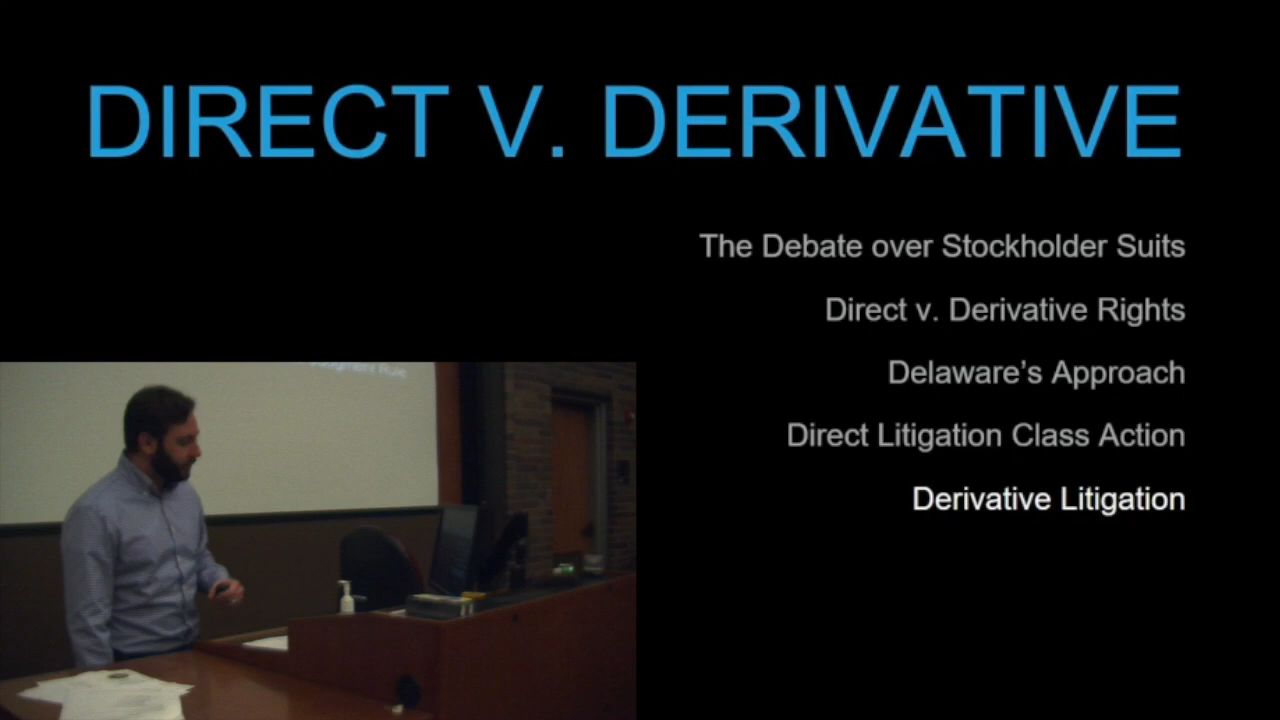 DIRECT V. DERIVATIVE
The Debate over Stockholder Suits
Direct v. Derivative Rights
Delaware's Approach
Direct Litigation Class Action
Derivative Litigation